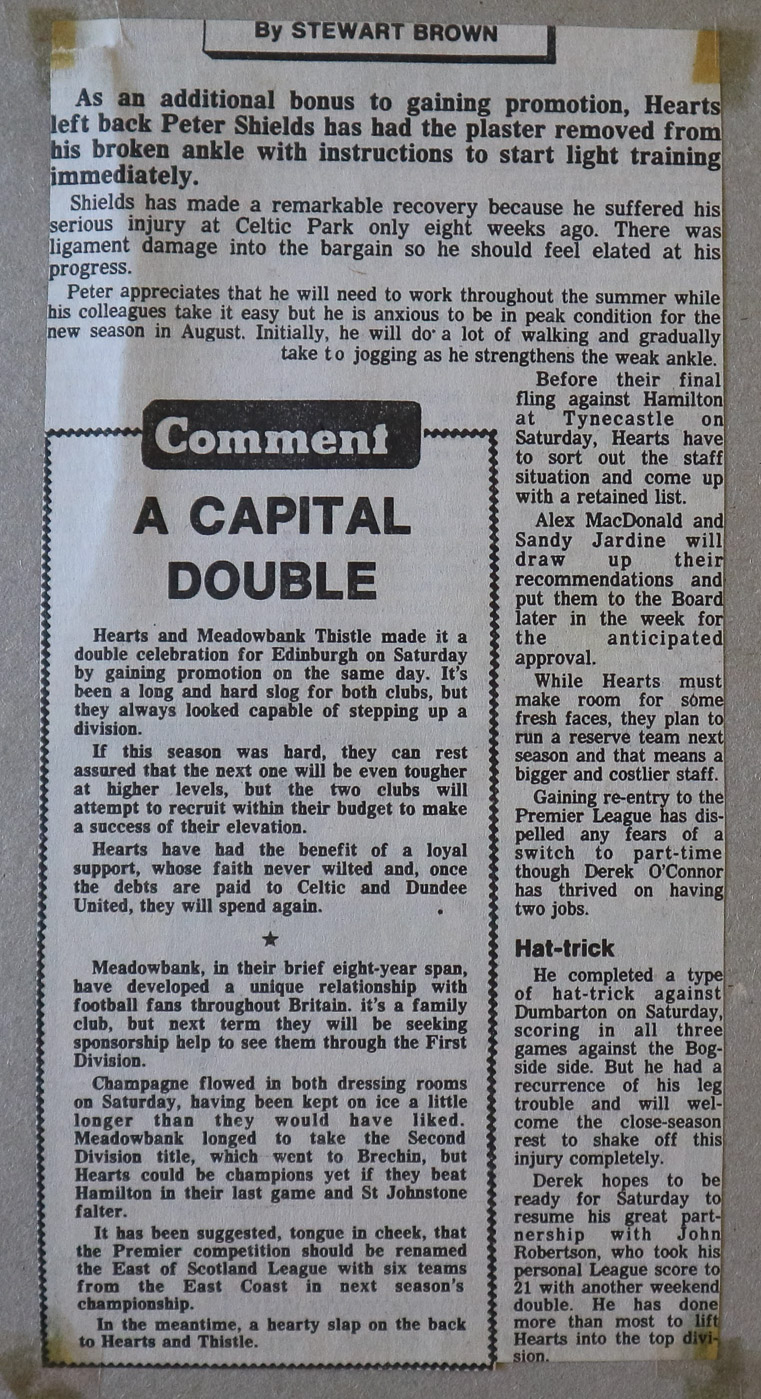 By STEWART BROWN
As an additional bonus to gaining promotion, Hearts
left back Peter Shields has had the plaster removed from
his broken ankle with instructions to start light training
immediately.
Shields has made a remarkable recovery because he suffered his
serious injury at Celtic Park only eight weeks ago. There was
ligament damage into the bargain so he should feel elated at his
progress.
Peter appreciates that he will need to work throughout the summer while
his colleagues take it easy but he is anxious to be in peak condition for the
new season in August. Initially, he will do a lot of walking and gradually
take to jogging as he strengthens the weak ankle.
Before their final
fling against Hamilton
at Tynecastle on
Saturday, Hearts have
to sort out the staff
situation and come up
with a retained list.
Alex MacDonald and
Sandy Jardine will
draw up their
recommendations and
put them to the Board
later in the week for
the anticipated
approval.
While Hearts must
make room for some
fresh faces, they plan to
run a reserve team next
season and that means a
bigger and costlier staff.
Gaining re-entry to the
Premier League has dis-
pelled any fears of a
switch to part-time
though Derek O'Connor
has thrived on having
two jobs.
Hat-trick
He completed a type
of hat-trick against
Dumbarton on Saturday,
scoring in all three
games against the Bog-
side side. But he had a
recurrence of his leg
trouble and will wel-
come the close-season
rest to shake off this
injury completely.
Derek hopes to be
ready for Saturday to
resume his great part-
nership with John
Robertson, who took his
personal League score to
21 with another weekend
double. He has done
more than most to lift
Hearts into the top divi-
sion.
Comment
A CAPITAL
DOUBLE
Hearts and Meadowbank Thistle made it a
double celebration for Edinburgh on Saturday
by gaining promotion on the same day. It's
been a long and hard slog for both clubs, but
they always looked capable of stepping up a
division.
If this season was hard, they can rest
assured that the next one will be even tougher
at higher levels, but the two clubs will
attempt to recruit within their budget to make
a success of their elevation.
Hearts have had the benefit of a loyal
support, whose faith never wilted and, once
the debts are paid to Celtic and Dundee
United, they will spend again.
★
Meadowbank, in their brief eight-year span,
have developed a unique relationship with
football fans throughout Britain. it's a family
club, but next term they will be seeking
sponsorship help to see them through the First
Division.
Champagne flowed in both dressing rooms
on Saturday, having been kept on ice a little
longer than they would have liked.
Meadowbank longed to take the Second
Division title, which went to Brechin, but
Hearts could be champions yet if they beat
Hamilton in their last game and St Johnstone
falter.
It has been suggested, tongue in cheek, that
the Premier competition should be renamed
the East of Scotland League with six teams
from the East Coast in next season's
championship.
In the meantime, a hearty slap on the back
to Hearts and Thistle.